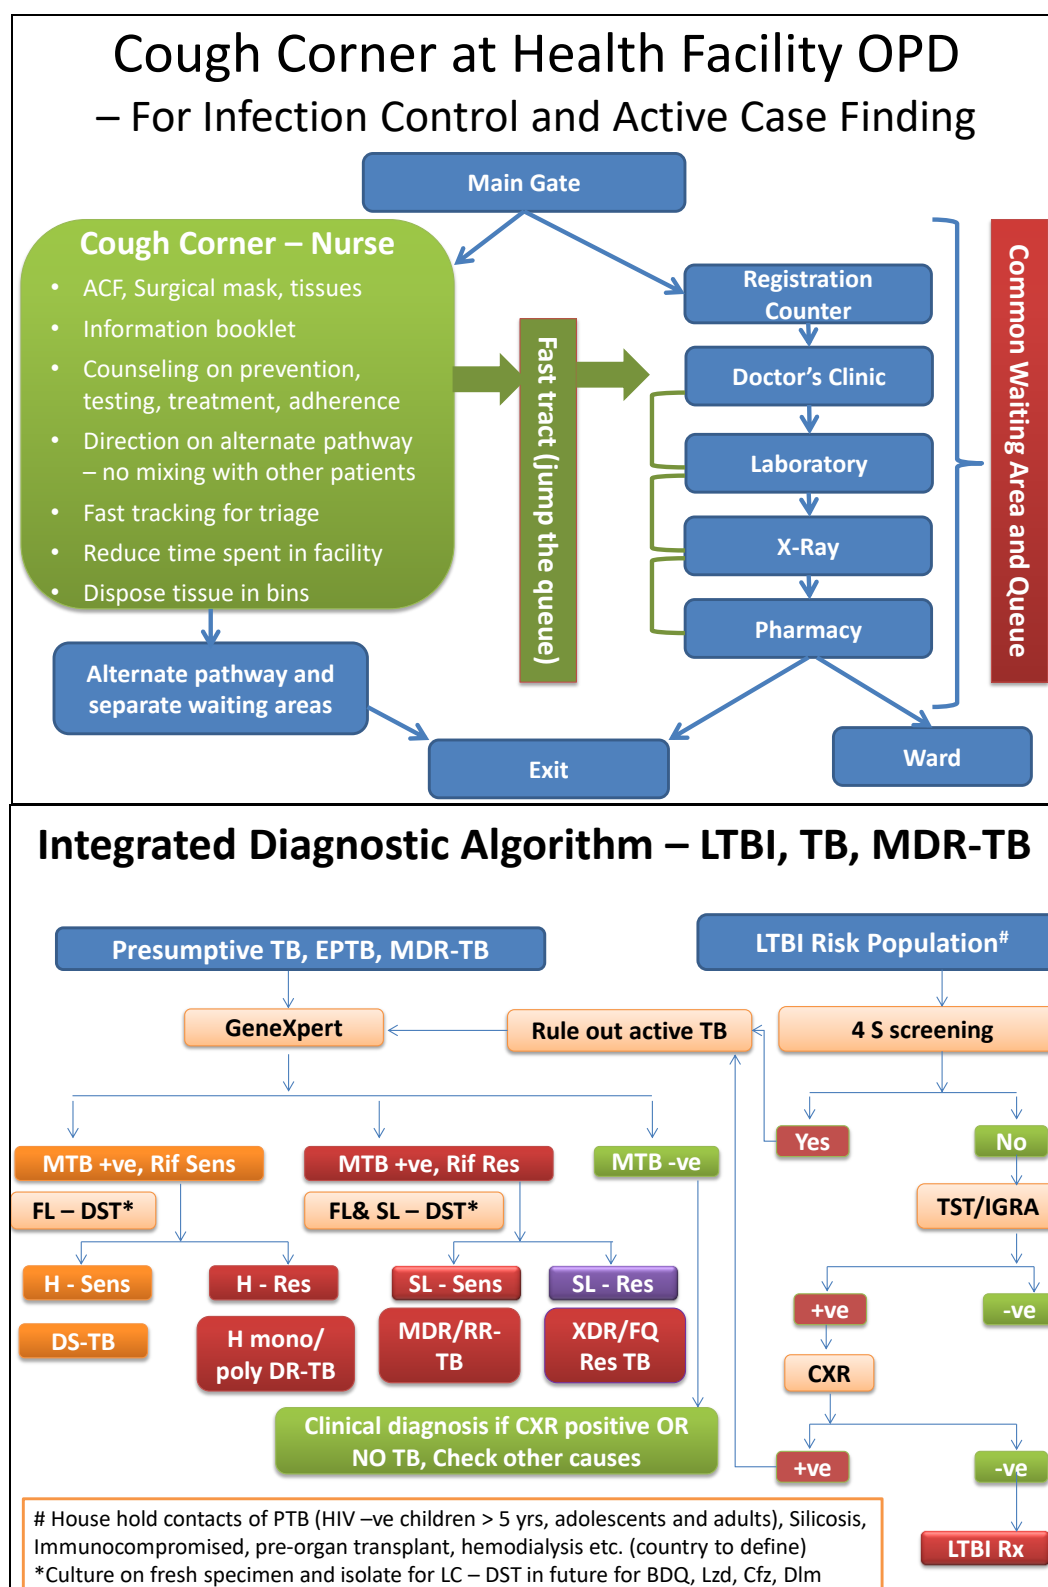 Cough Corner at Health Facility OPD
– For Infection Control and Active Case Finding
Main Gate
Cough Corner – Nurse
• ACF, Surgical mask, tissues
• Information booklet
• Counseling on prevention,
testing, treatment, adherence
• Direction on alternate pathway
– no mixing with other patients
• Fast tracking for triage
• Reduce time spent in facility
• Dispose tissue in bins
Fast tract (jump the queue)
Registration
Counter
Doctor’s Clinic
Laboratory
X-Ray
Pharmacy
Common Waiting Area and Queue
Alternate pathway and
separate waiting areas
Exit
Ward
Integrated Diagnostic Algorithm – LTBI, TB, MDR-TB
Presumptive TB, EPTB, MDR-TB
LTBI Risk Population#
GeneXpert
Rule out active TB
4 S screening
Yes
No
MTB +ve, Rif Sens
MTB +ve, Rif Res
MTB -ve
FL – DST*
FL& SL – DST*
TST/IGRA
H - Sens
H - Res
SL - Sens
SL - Res
+ve
-ve
DS-TB
H mono/
poly DR-TB
MDR/RR-
TB
XDR/FQ
Res TB
CXR
Clinical diagnosis if CXR positive OR
NO TB, Check other causes
+ve
-ve
# House hold contacts of PTB (HIV –ve children > 5 yrs, adolescents and adults), Silicosis,
Immunocompromised, pre-organ transplant, hemodialysis etc. (country to define)
*Culture on fresh specimen and isolate for LC – DST in future for BDQ, Lzd, Cfz, Dlm
LTBI Rx